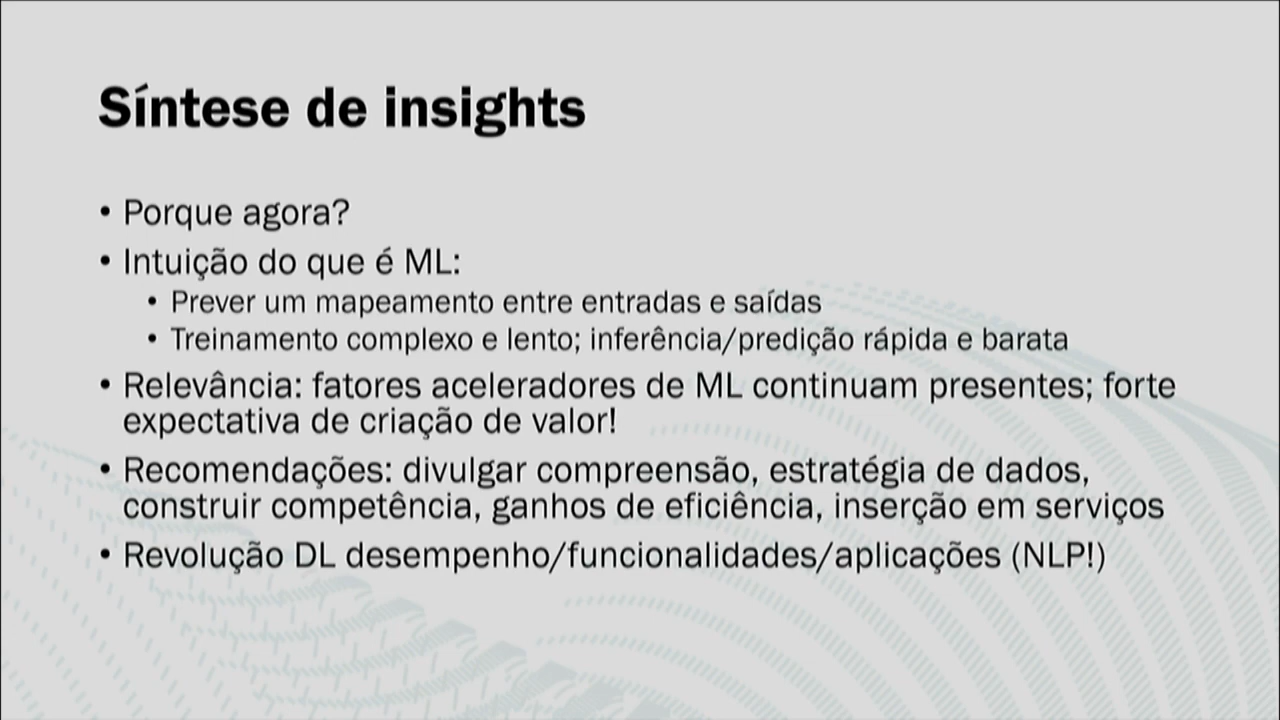 Síntese de insights
• Porque agora?
• Intuição do que é ML:
• Prever um mapeamento entre entradas e saídas
• Treinamento complexo e lento; inferência/predição rápida e barata
• Relevância: fatores aceleradores de ML continuam presentes; forte
expectativa de criação de valor!
• Recomendações: divulgar compreensão, estratégia de dados,
construir competência, ganhos de eficiência, inserção em serviços
• Revolução DL desempenho/funcionalidades/aplicações (NLP!)